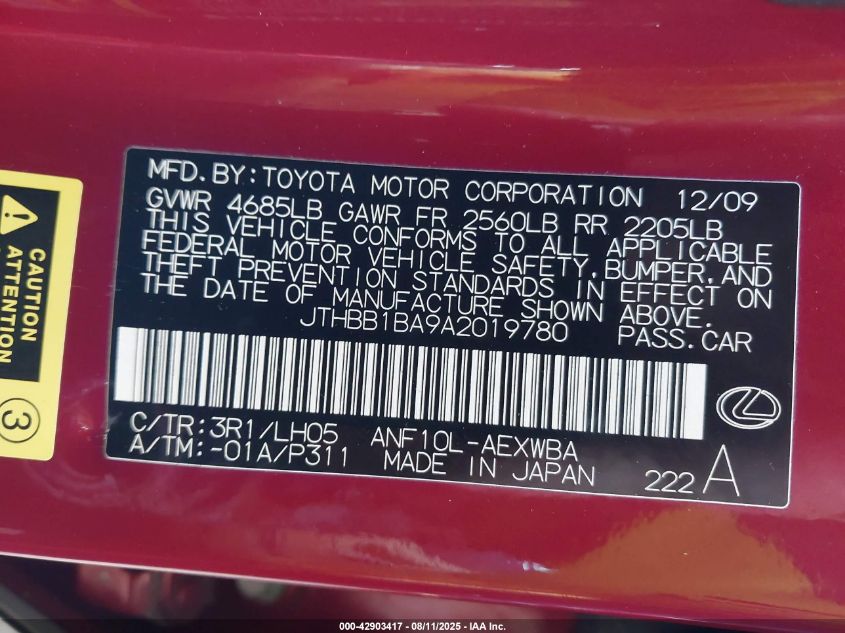 MFD.BY:TOYOTA MOTOR CORPORATION 12/09
GVWR 4685LB GAWR FR 2560LB RR 2205LB
THIS VEHICLE CONFORMS TO ALL APPLICABLE
FEDERAL MOTOR VEHICLE SAFETY,BUMPER,AND
THEFT PREVENTION STANDARDS IN EFFECT ON
THE DATE OF MANUFACTURE SHOWN ABOVE.
JTHBB1BA9A2019780 PASS.CAR
C/TR:3R1/LH05 ANF10L-AEXWBA
A/TM:-01A/P311 MADE IN JAPAN
222A
CAUTION
ATTENTION
3
000-42903417 - 08/11/2025 - IAA Inc.